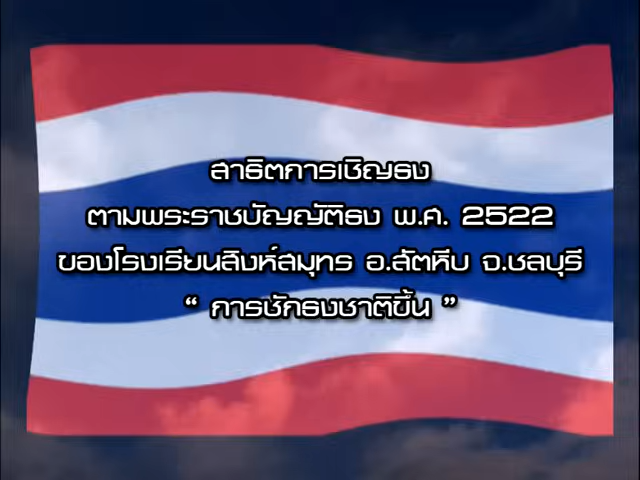 สาธิตการเชิญธง
ตามพระราชบัญญัติธง พ.ศ. 2522
ของโรงเรียนสิงห์สมุทร อ.สัตหีบ จ.ชลบุรี
“ การชักธงชาติขึ้น ”